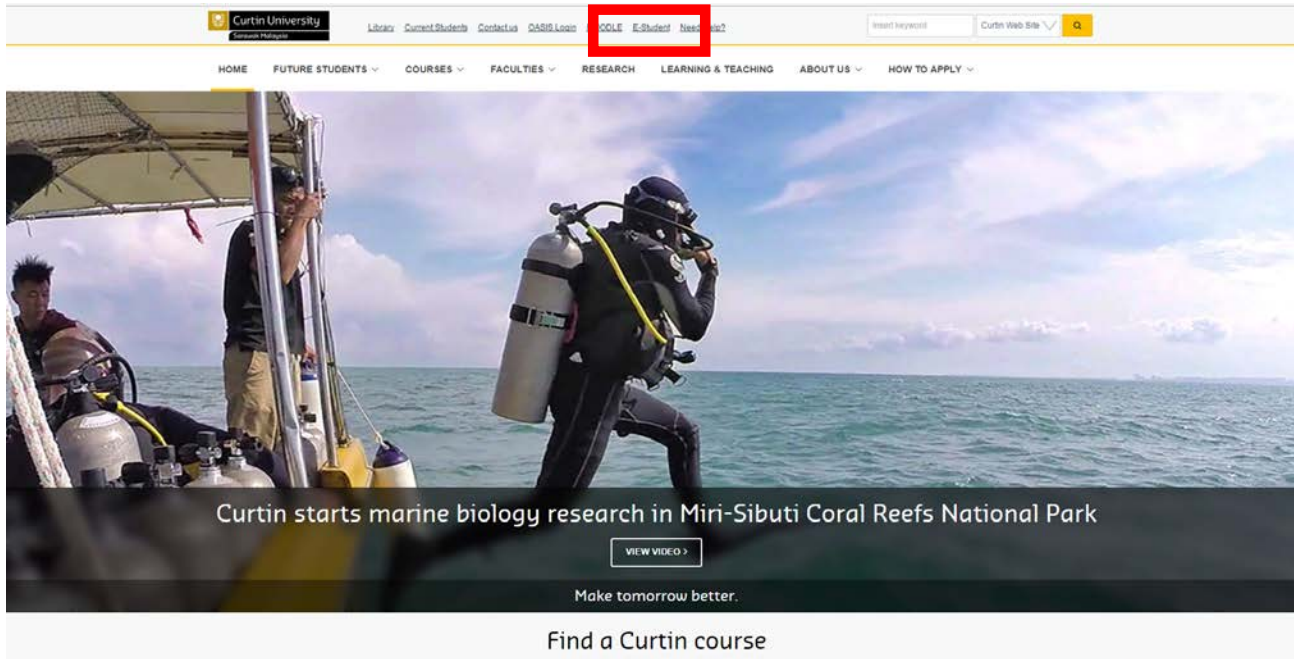 Curtin University
Sarawak Malaysia
Library Current Students Contact us OASIS Login E-Student Need
Insert keyword Curtin Web Site
HOME FUTURE STUDENTS COURSES FACULTIES RESEARCH LEARNING & TEACHING ABOUT US HOW TO APPLY
Curtin starts marine biology research in Miri-Sibuti Coral Reefs National Park
VIEW VIDEO >
Make tomorrow better.
Find a Curtin course